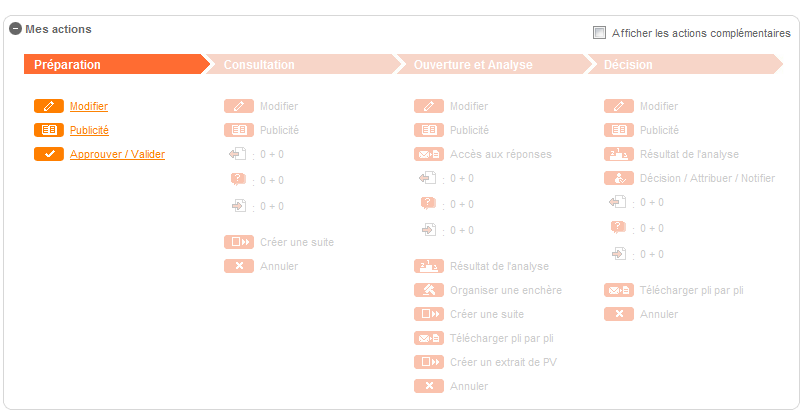 Mes actions
Afficher les actions complémentaires
Préparation
Modifier
Publicité
Approuver / Valider
Consultation
Modifier
Publicité
: 0 + 0
: 0 + 0
: 0 + 0
Créer une suite
Annuler
Ouverture et Analyse
Modifier
Publicité
Accès aux réponses
: 0 + 0
: 0 + 0
: 0 + 0
Résultat de l'analyse
Organiser une enchère
Créer une suite
Télécharger pli par pli
Créer un extrait de PV
Annuler
Décision
Modifier
Publicité
Résultat de l'analyse
Décision / Attribuer / Notifier
: 0 + 0
: 0 + 0
: 0 + 0
Télécharger pli par pli
Annuler